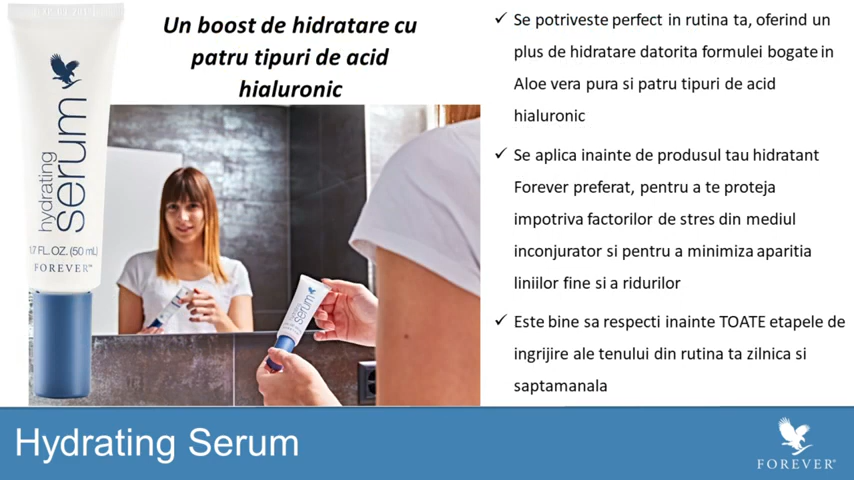 Un boost de hidratare cu
patru tipuri de acid
hialuronic
hydrating
serum
1.7 FL. OZ. (50 mL)
FOREVER™
serum
✓ Se potriveste perfect in rutina ta, oferind un
plus de hidratare datorita formulei bogate in
Aloe vera pura si patru tipuri de acid
hialuronic
✓ Se aplica inainte de produsul tau hidratant
Forever preferat, pentru a te proteja
impotriva factorilor de stres din mediul
inconjurator si pentru a minimiza aparitia
liniilor fine si a ridurilor
✓ Este bine sa respecti inainte TOATE etapele de
ingrijire ale tenului din rutina ta zilnica si
saptamanala
Hydrating Serum
FOREVER®